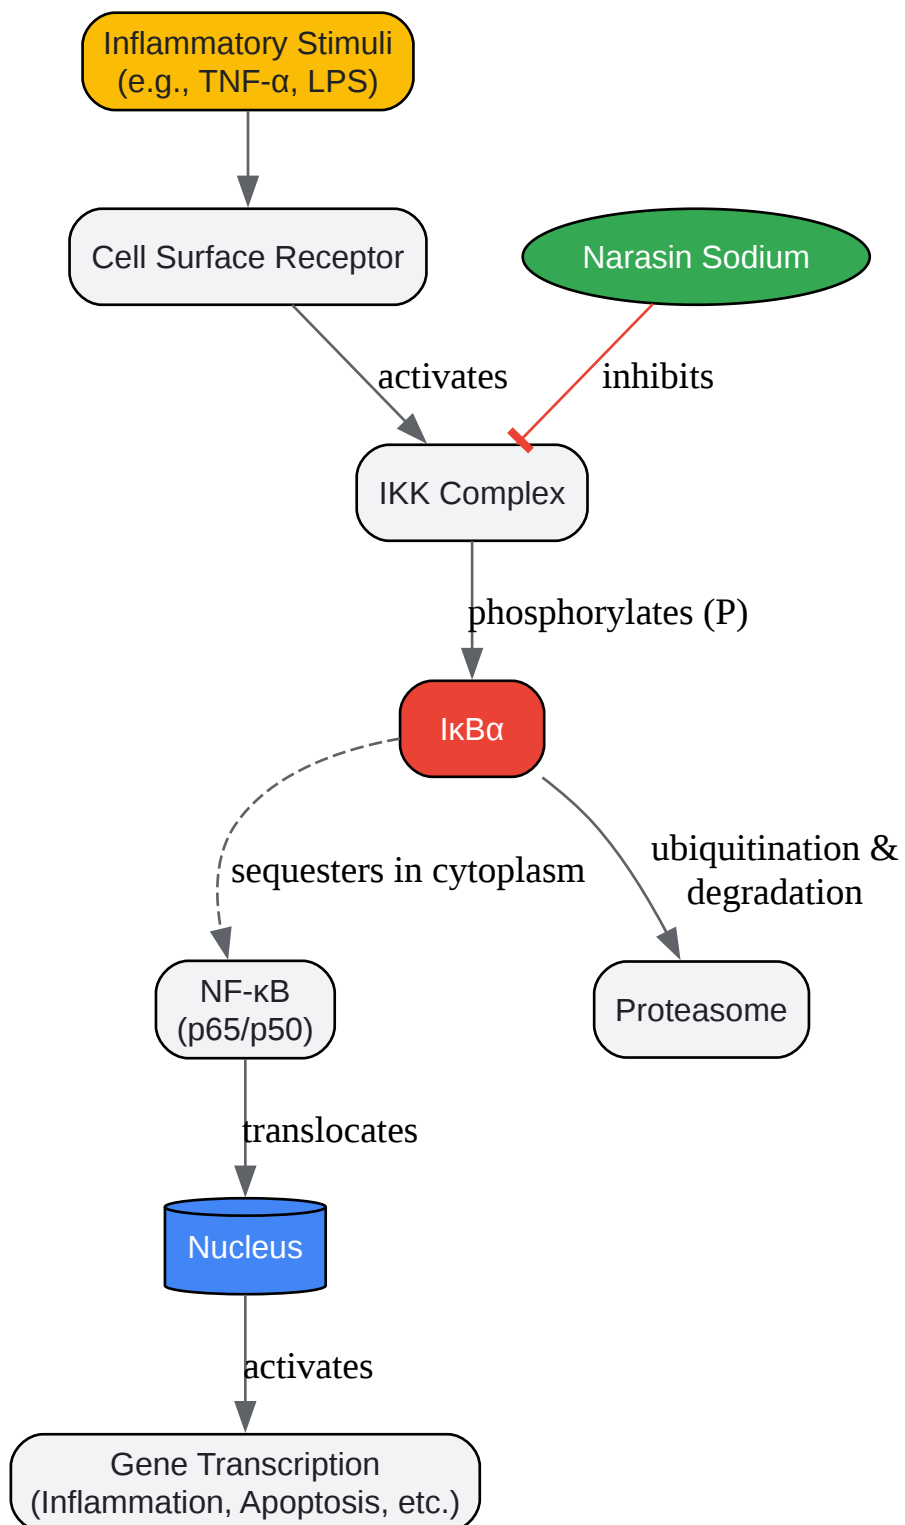 Inflammatory Stimuli
(e.g., TNF-α, LPS)
Cell Surface Receptor
Narasin Sodium
activates
inhibits
IKK Complex
phosphorylates (P)
IκBα
ubiquitination &
degradation
sequesters in cytoplasm
NF-κB
(p65/p50)
Proteasome
translocates
Nucleus
activates
Gene Transcription
(Inflammation, Apoptosis, etc.)